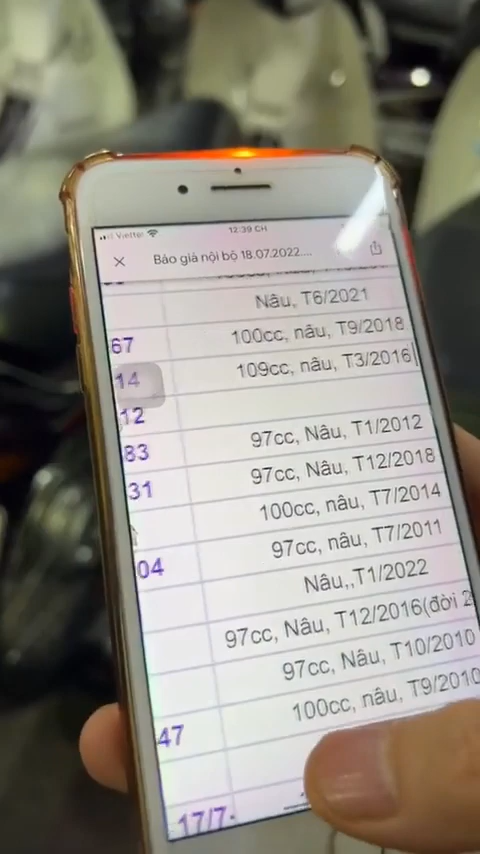 Viettel 12:39 CH
Báo giá nội bộ 18.07.2022....
Nâu, T6/2021
67 100cc, nâu, T9/2018
14 109cc, nâu, T3/2016
12
83 97cc, Nâu, T1/2012
31 97cc, Nâu, T12/2018
100cc, nâu, T7/2014
04 97cc, nâu, T7/2011
Nâu,,T1/2022
97cc, Nâu, T12/2016(đời 2
97cc, Nâu, T10/2010
47 100cc, nâu, T9/2010
17/7-